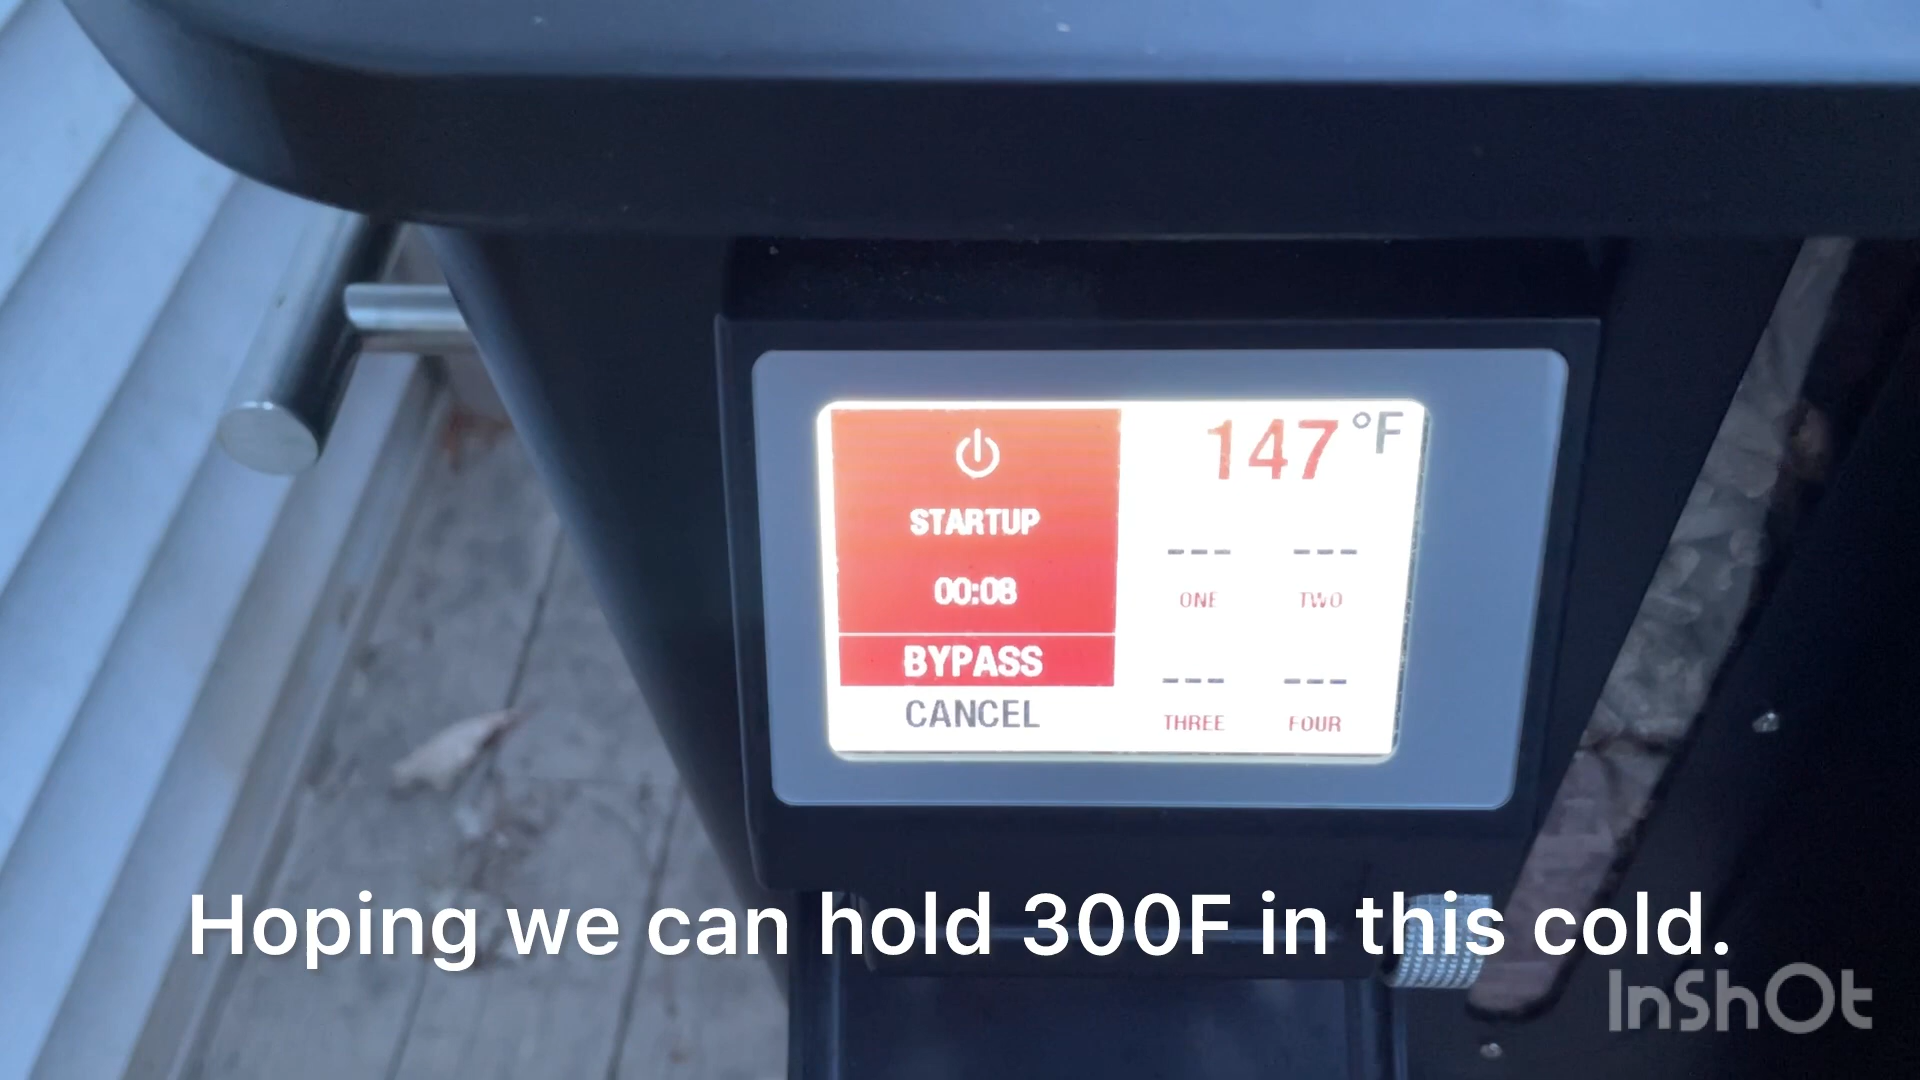 147 °F
STARTUP
00:08
BYPASS
CANCEL
--- ---
ONE TWO
--- ---
THREE FOUR
Hoping we can hold 300F in this cold.
InShOt